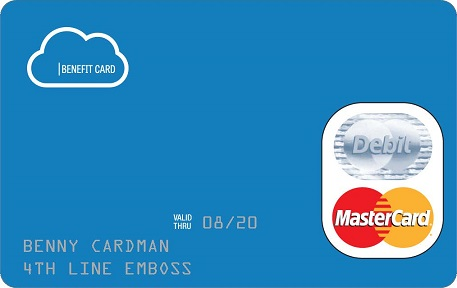 |BENEFIT CARD
Debit
MasterCard
VALID
THRU 08/20
BENNY CARDMAN
4TH LINE EMBOSS